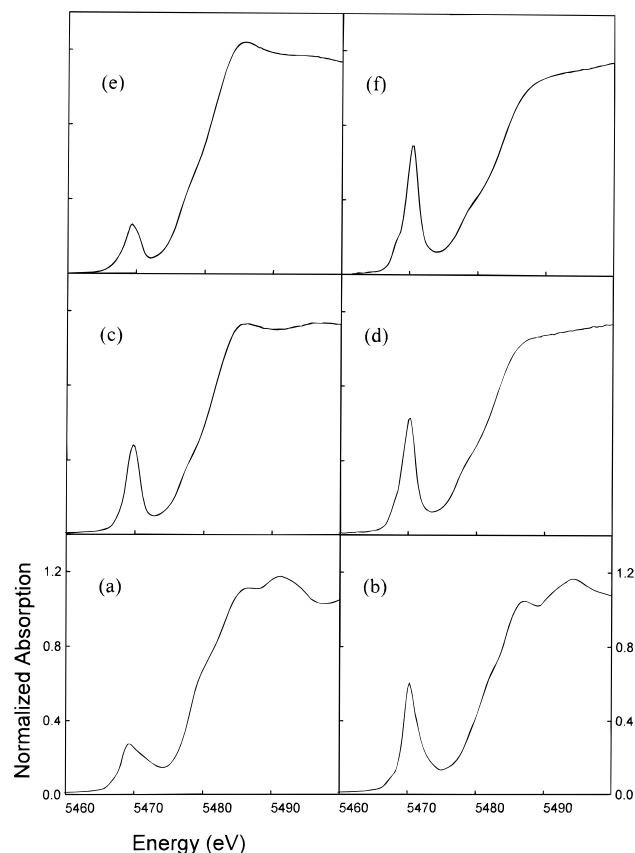 (e) (f)
(c) (d)
1.2 (a) (b) 1.2
0.8 0.8
0.4 0.4
0.0 0.0
5460 5470 5480 5490 5460 5470 5480 5490
Normalized Absorption
Energy (eV)